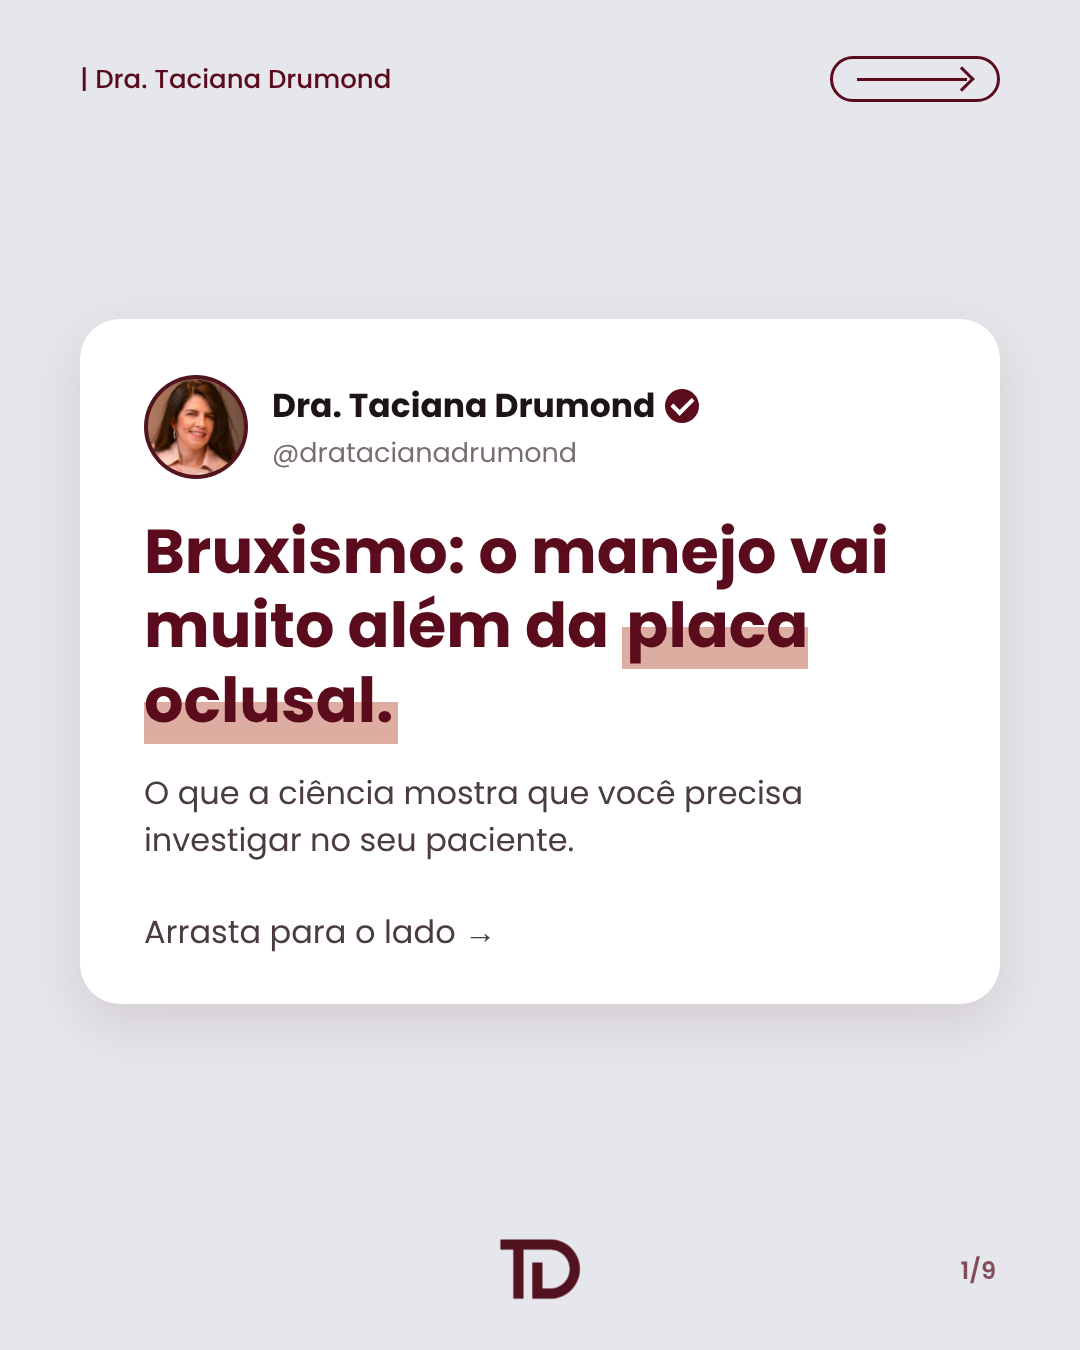 | Dra. Taciana Drumond
Dra. Taciana Drumond
@dratacianadrumond
Bruxismo: o manejo vai
muito além da placa
oclusal.
O que a ciência mostra que você precisa
investigar no seu paciente.
Arrasta para o lado →
TD
1/9